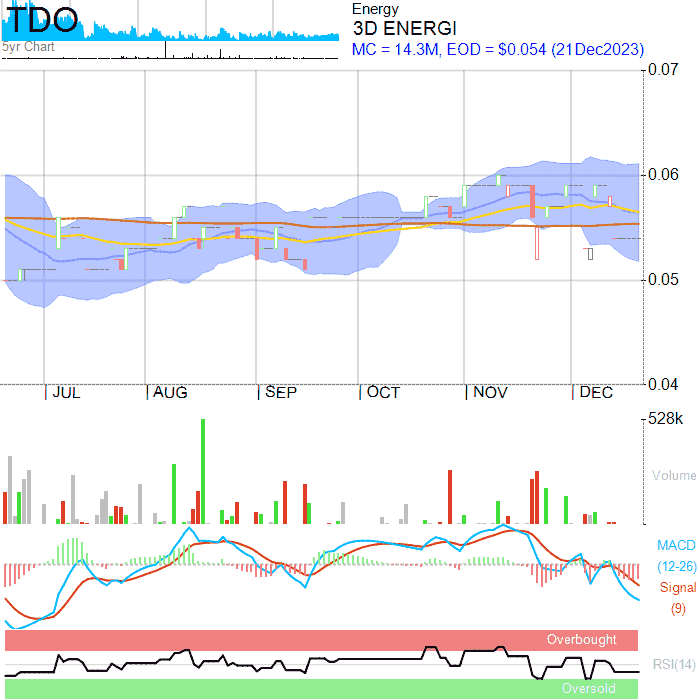 TDO
5yr Chart
Energy
3D ENERGI
MC = 14.3M, EOD = $0.054 (21Dec2023)
0.07
0.06
0.05
0.04
JUL AUG SEP OCT NOV DEC
528k
Volume
MACD
(12-26)
Signal
(9)
Overbought
RSI(14)
Oversold